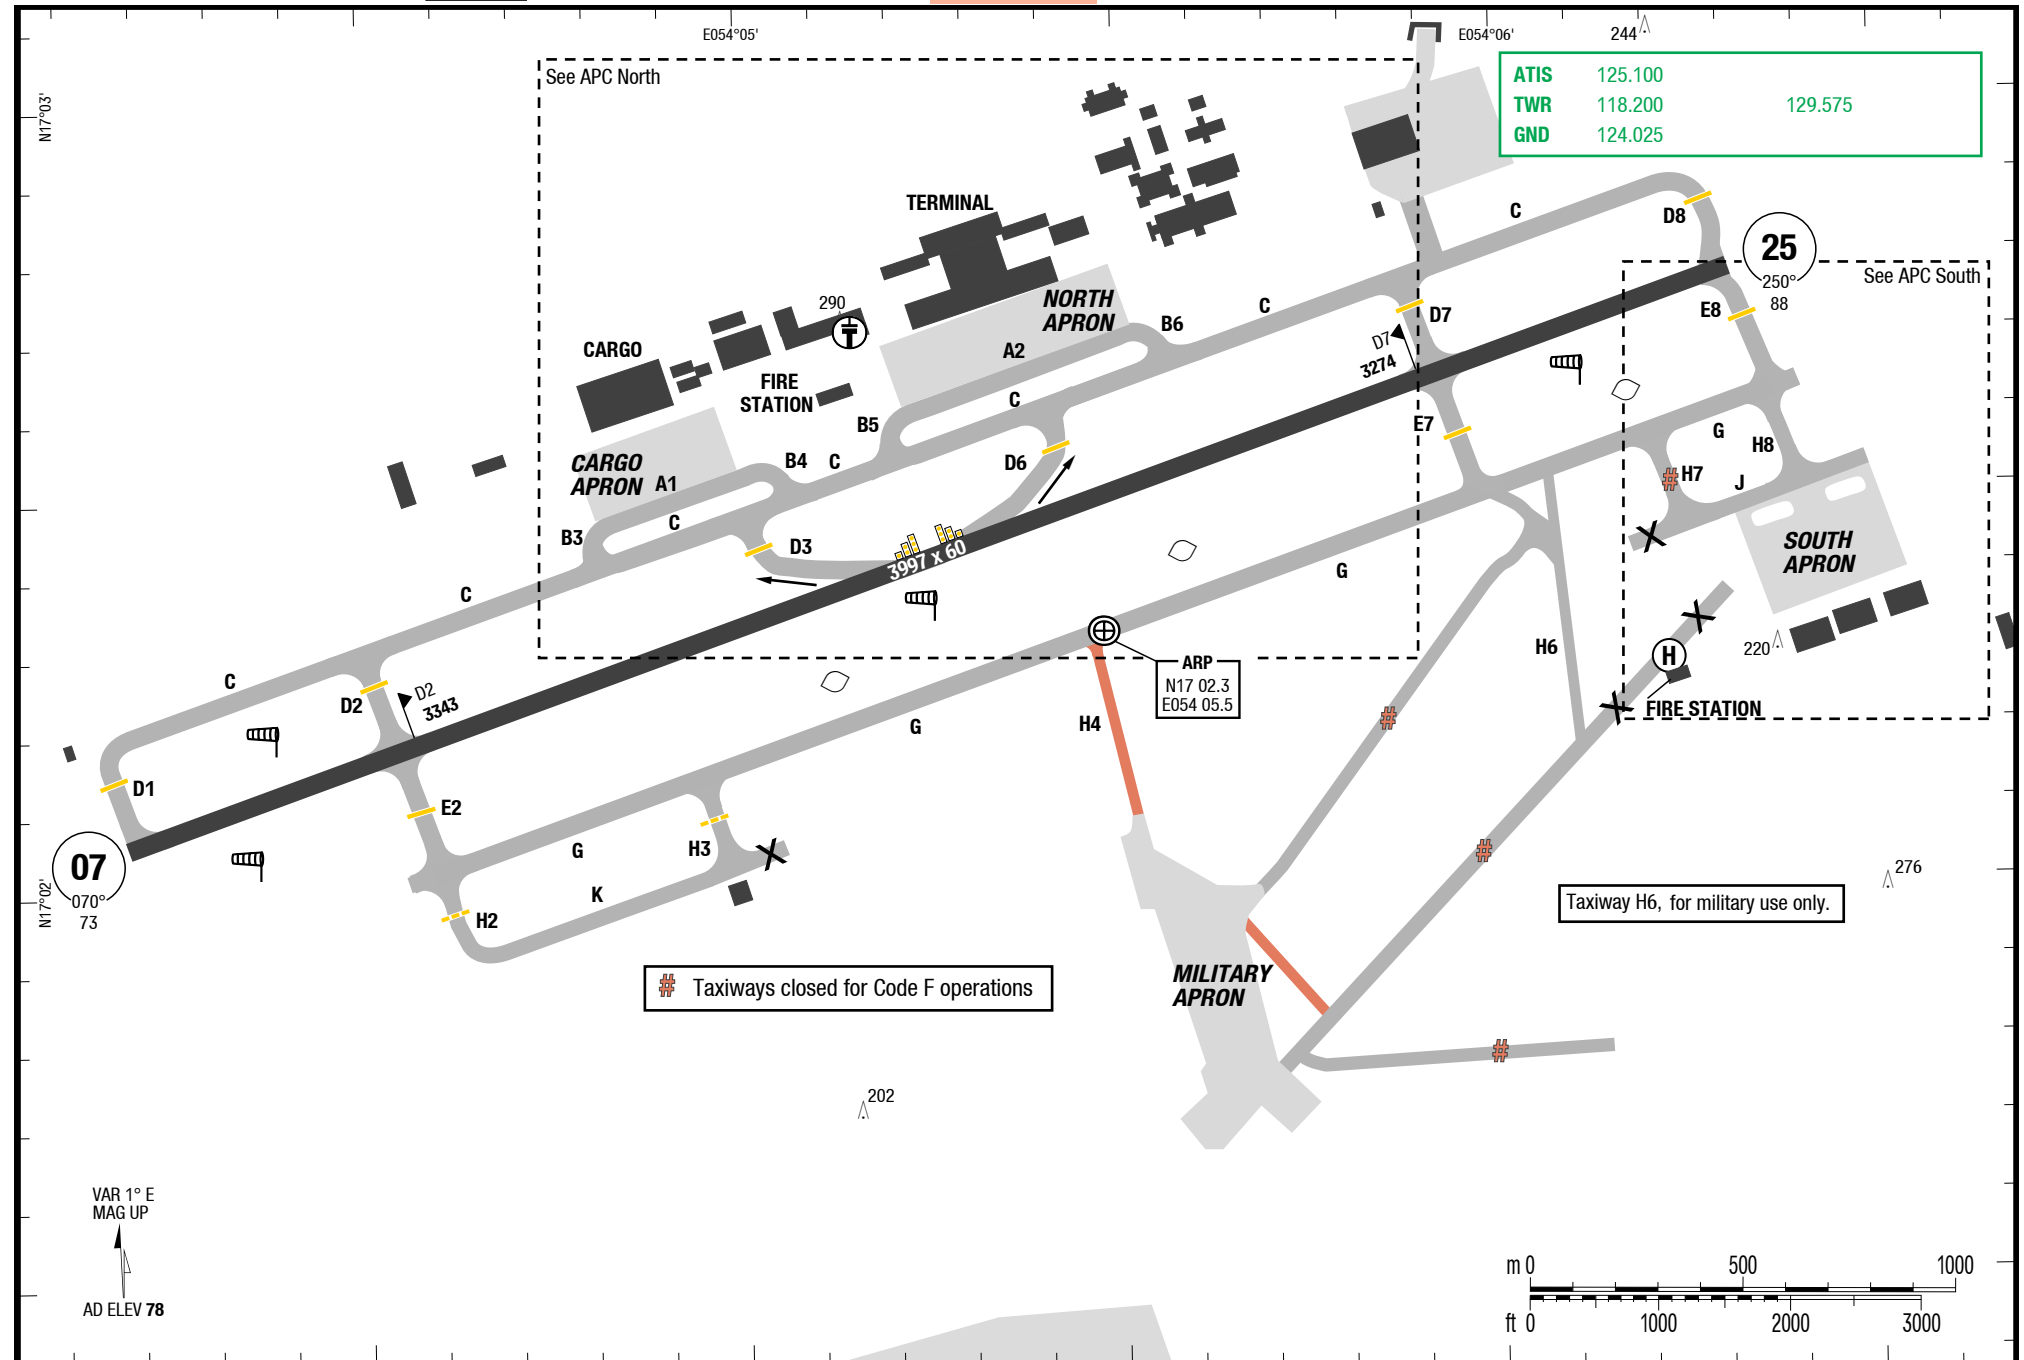 E054°05'
E054°06'
244
See APC North
ATIS 125.100
TWR 118.200 129.575
GND 124.025
N17°03'
TERMINAL
C
D8
25
250°
88
See APC South
290
NORTH
APRON
B6
C
D7
E8
D7
3274
A2
CARGO
FIRE
STATION
C
B5
E7
G
H8
CARGO
APRON
A1
B4
C
D6
H7
J
C
B3
D3
3997 x 60
SOUTH
APRON
G
C
ARP
N17 02.3
E054 05.5
H6
220
H
C
D2
D2
3343
H4
G
FIRE STATION
D1
E2
07
070°
73
G
H3
K
H2
276
Taxiway H6, for military use only.
N17°02'
# Taxiways closed for Code F operations
MILITARY
APRON
#
#
#
#
202
VAR 1° E
MAG UP
AD ELEV 78
m 0 500 1000
ft 0 1000 2000 3000